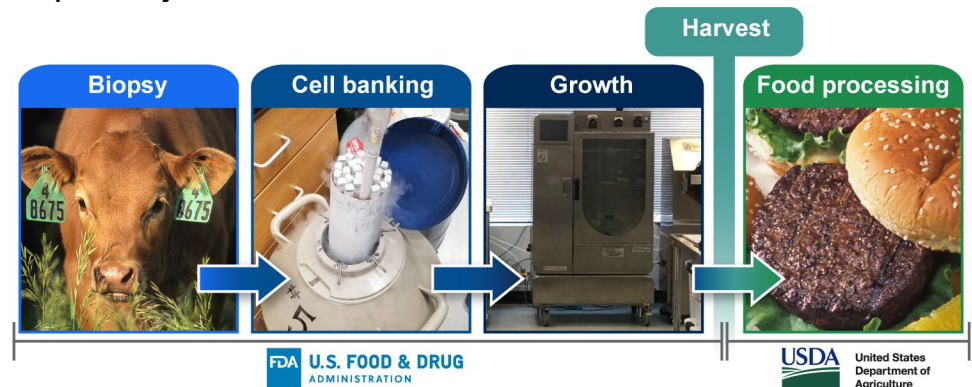 Harvest
Biopsy
Cell banking
Growth
Food processing
8675
8675
FDA U.S. FOOD & DRUG
ADMINISTRATION
USDA
United States
Department of
Agriculture